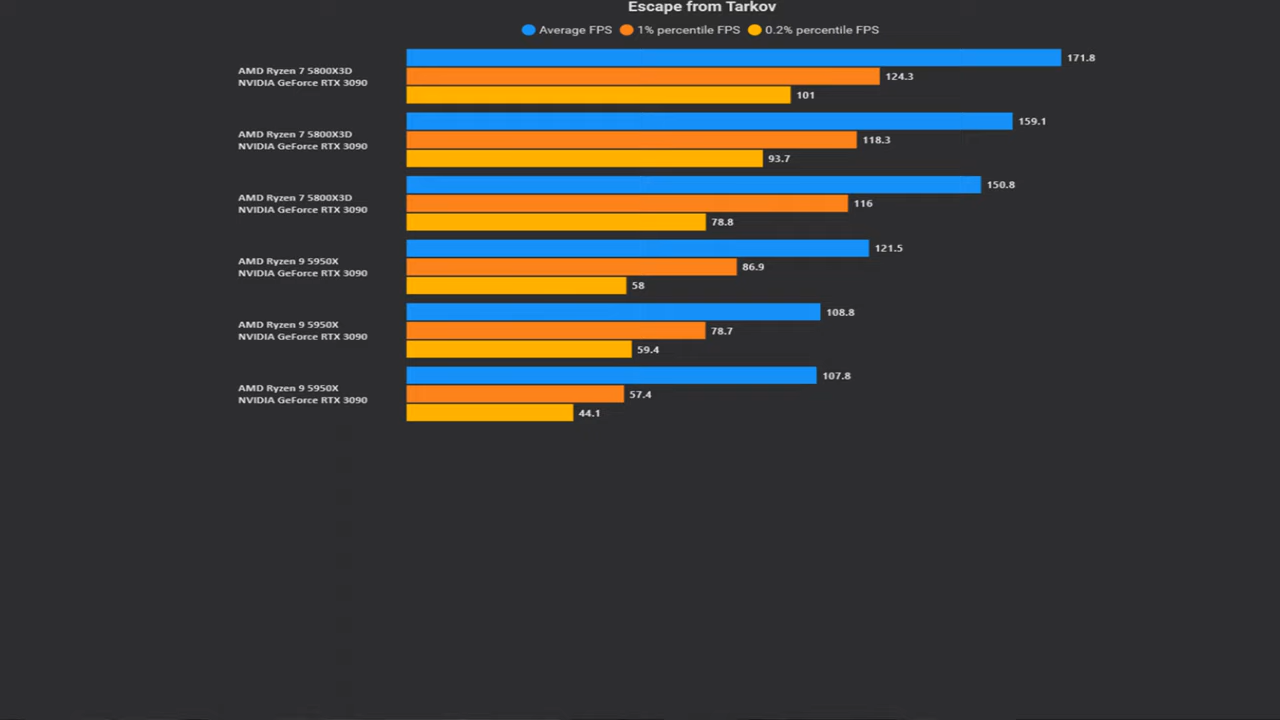 Escape from Tarkov
Average FPS 1% percentile FPS 0.2% percentile FPS
AMD Ryzen 7 5800X3D
NVIDIA GeForce RTX 3090
171.8
124.3
101
AMD Ryzen 7 5800X3D
NVIDIA GeForce RTX 3090
159.1
118.3
93.7
AMD Ryzen 7 5800X3D
NVIDIA GeForce RTX 3090
150.8
116
78.8
AMD Ryzen 9 5950X
NVIDIA GeForce RTX 3090
121.5
86.9
58
AMD Ryzen 9 5950X
NVIDIA GeForce RTX 3090
108.8
78.7
59.4
AMD Ryzen 9 5950X
NVIDIA GeForce RTX 3090
107.8
57.4
44.1